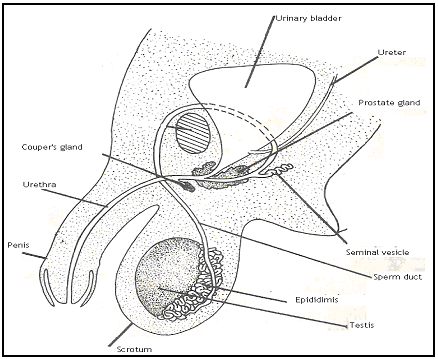 Urinary bladder
Ureter
Prostate gland
Couper's gland
Urethra
Penis
Seminal vesicle
Sperm duct
Epididimis
Testis
Scrotum